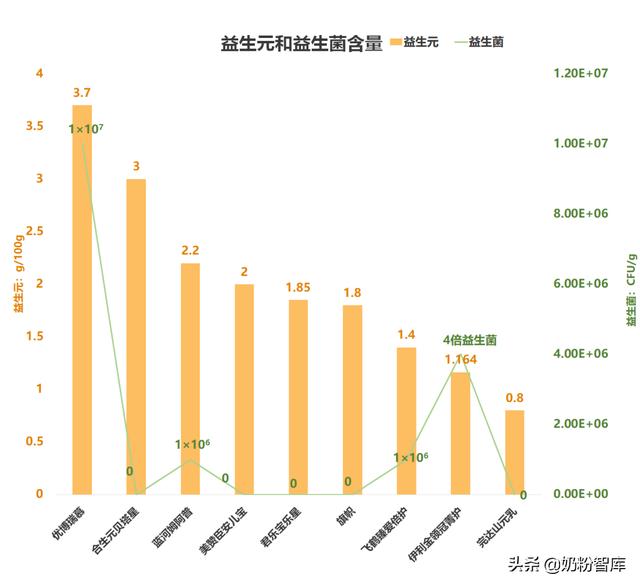 益生元和益生菌含量
益生元
益生菌
4
3.5
3
2.5
2
1.5
1
0.5
0
益生元：g/100g
1.20E+07
1.00E+07
8.00E+06
6.00E+06
4.00E+06
2.00E+06
0.00E+00
益生菌：CFU/g
3.7
3
2.2
2
1.85
1.8
1.4
1.164
0.8
1×10⁷
0
1×10⁶
0
0
0
1×10⁶
4倍益生菌
0
优博瑞慕
合生元贝塔星
蓝河姆阿普
美赞臣安儿宝
君乐宝乐星
旗帜
飞鹤臻爱倍护
伊利金领冠菁护
完达山元乳
头条 @奶粉智库